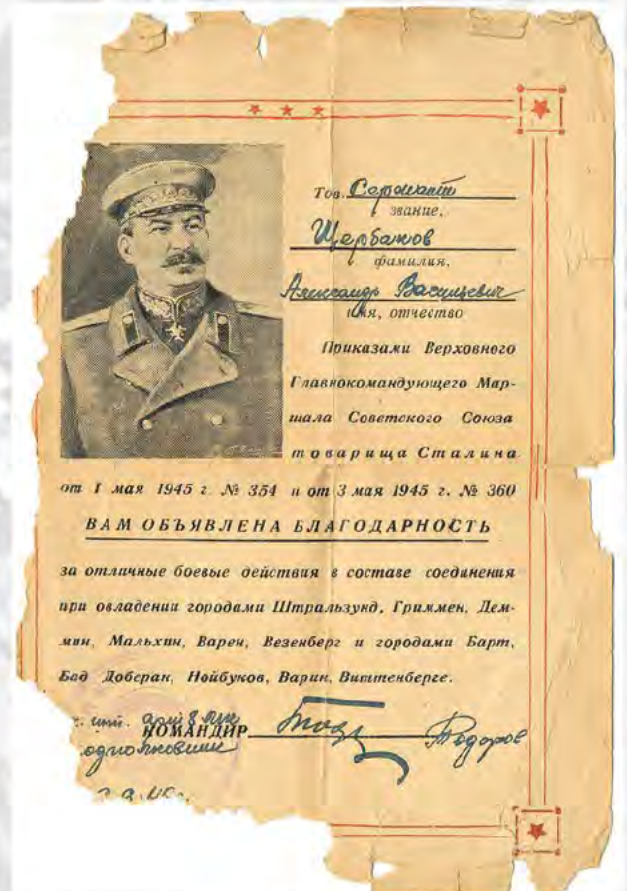 Тов. Сержант
звание,
Щербаков
фамилия,
Александр Васильевич
имя, отчество
Приказами Верховного
Главнокомандующего Мар-
шала Советского Союза
товарища Сталина
от 1 мая 1945 г. № 354 и от 3 мая 1945 г. № 360
ВАМ ОБЪЯВЛЕНА БЛАГОДАРНОСТЬ
за отличные боевые действия в составе соединения
при овладении городами Штральзунд, Гриммен, Дем-
мин, Мальхин, Варен, Везенберг и городами Барт,
Бад Доберан, Нойбуков, Варин, Виттенберге.
КОМАНДИР Тодоров